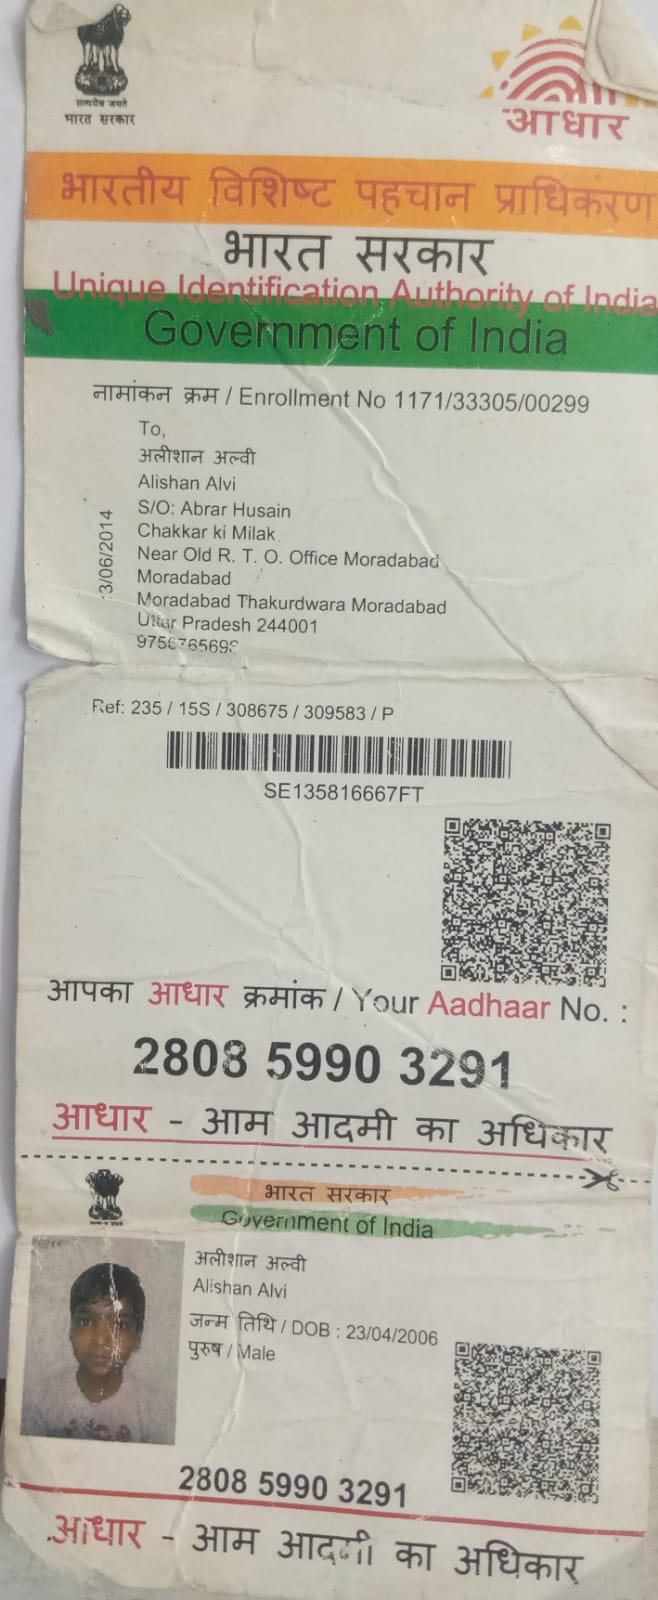 सत्यमेव जयते
भारत सरकार
आधार
भारतीय विशिष्ट पहचान प्राधिकरण
भारत सरकार
Unique Identification Authority of India
Government of India
नामांकन क्रम / Enrollment No 1171/33305/00299
To,
अलीशान अल्वी
Alishan Alvi
S/O: Abrar Husain
Chakkar ki Milak
Near Old R. T. O. Office Moradabad
Moradabad
Moradabad Thakurdwara Moradabad
Uttar Pradesh 244001
Ref: 235 / 15S / 308675 / 309583 / P
SE135816667FT
आपका आधार क्रमांक / Your Aadhaar No. :
2808 5990 3291
आधार - आम आदमी का अधिकार
भारत सरकार
Government of India
अलीशान अल्वी
Alishan Alvi
जन्म तिथि / DOB : 23/04/2006
पुरुष / Male
2808 5990 3291
आधार - आम आदमी का अधिकार